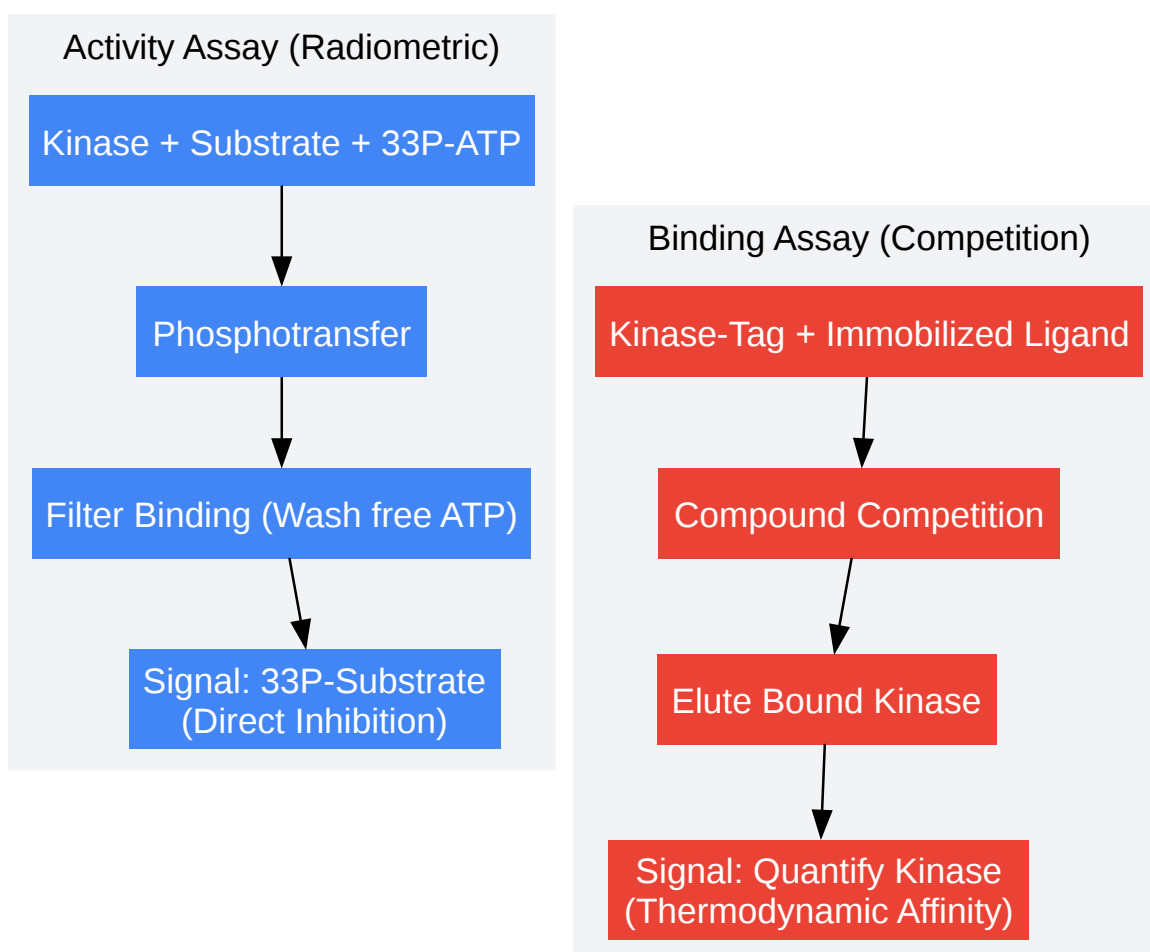 Activity Assay (Radiometric)
Kinase + Substrate + 33P-ATP
Phosphotransfer
Filter Binding (Wash free ATP)
Signal: 33P-Substrate
(Direct Inhibition)
Binding Assay (Competition)
Kinase-Tag + Immobilized Ligand
Compound Competition
Elute Bound Kinase
Signal: Quantify Kinase
(Thermodynamic Affinity)